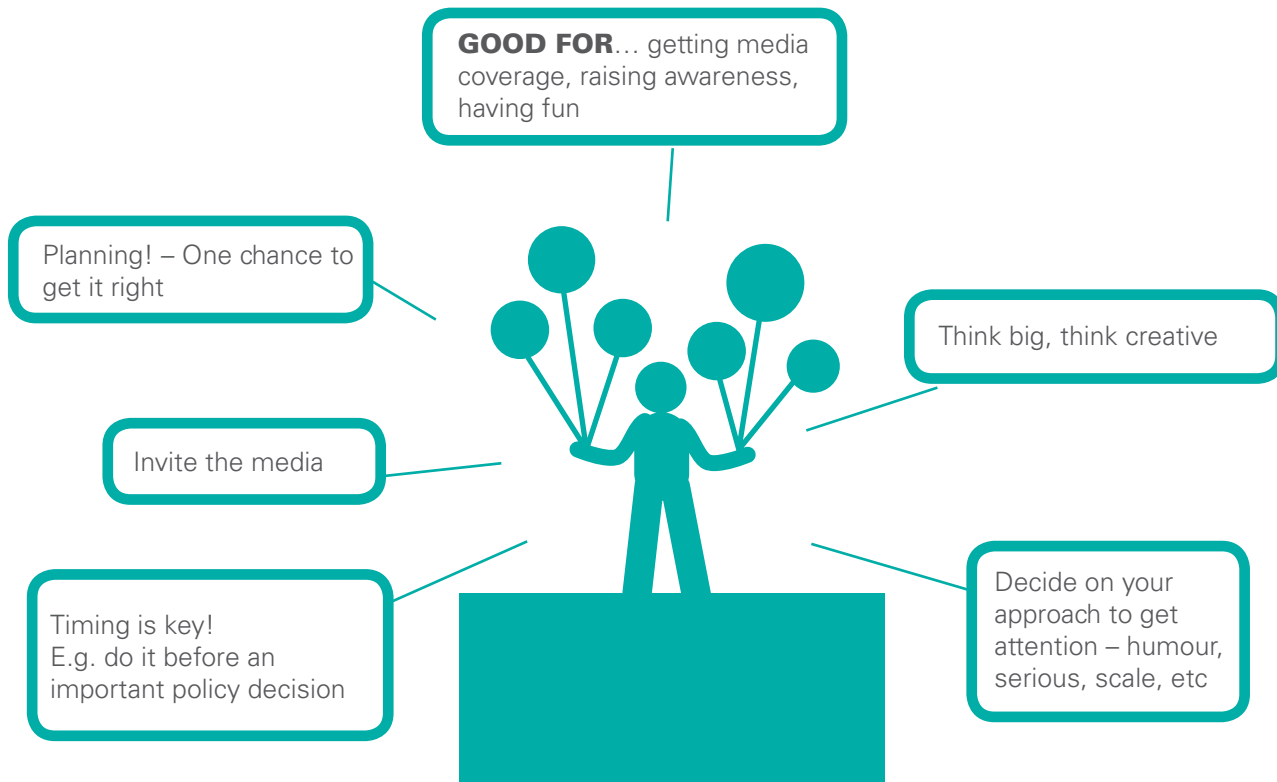 GOOD FOR… getting media
coverage, raising awareness,
having fun
Planning! – One chance to
get it right
Think big, think creative
Invite the media
Timing is key!
E.g. do it before an
important policy decision
Decide on your
approach to get
attention – humour,
serious, scale, etc